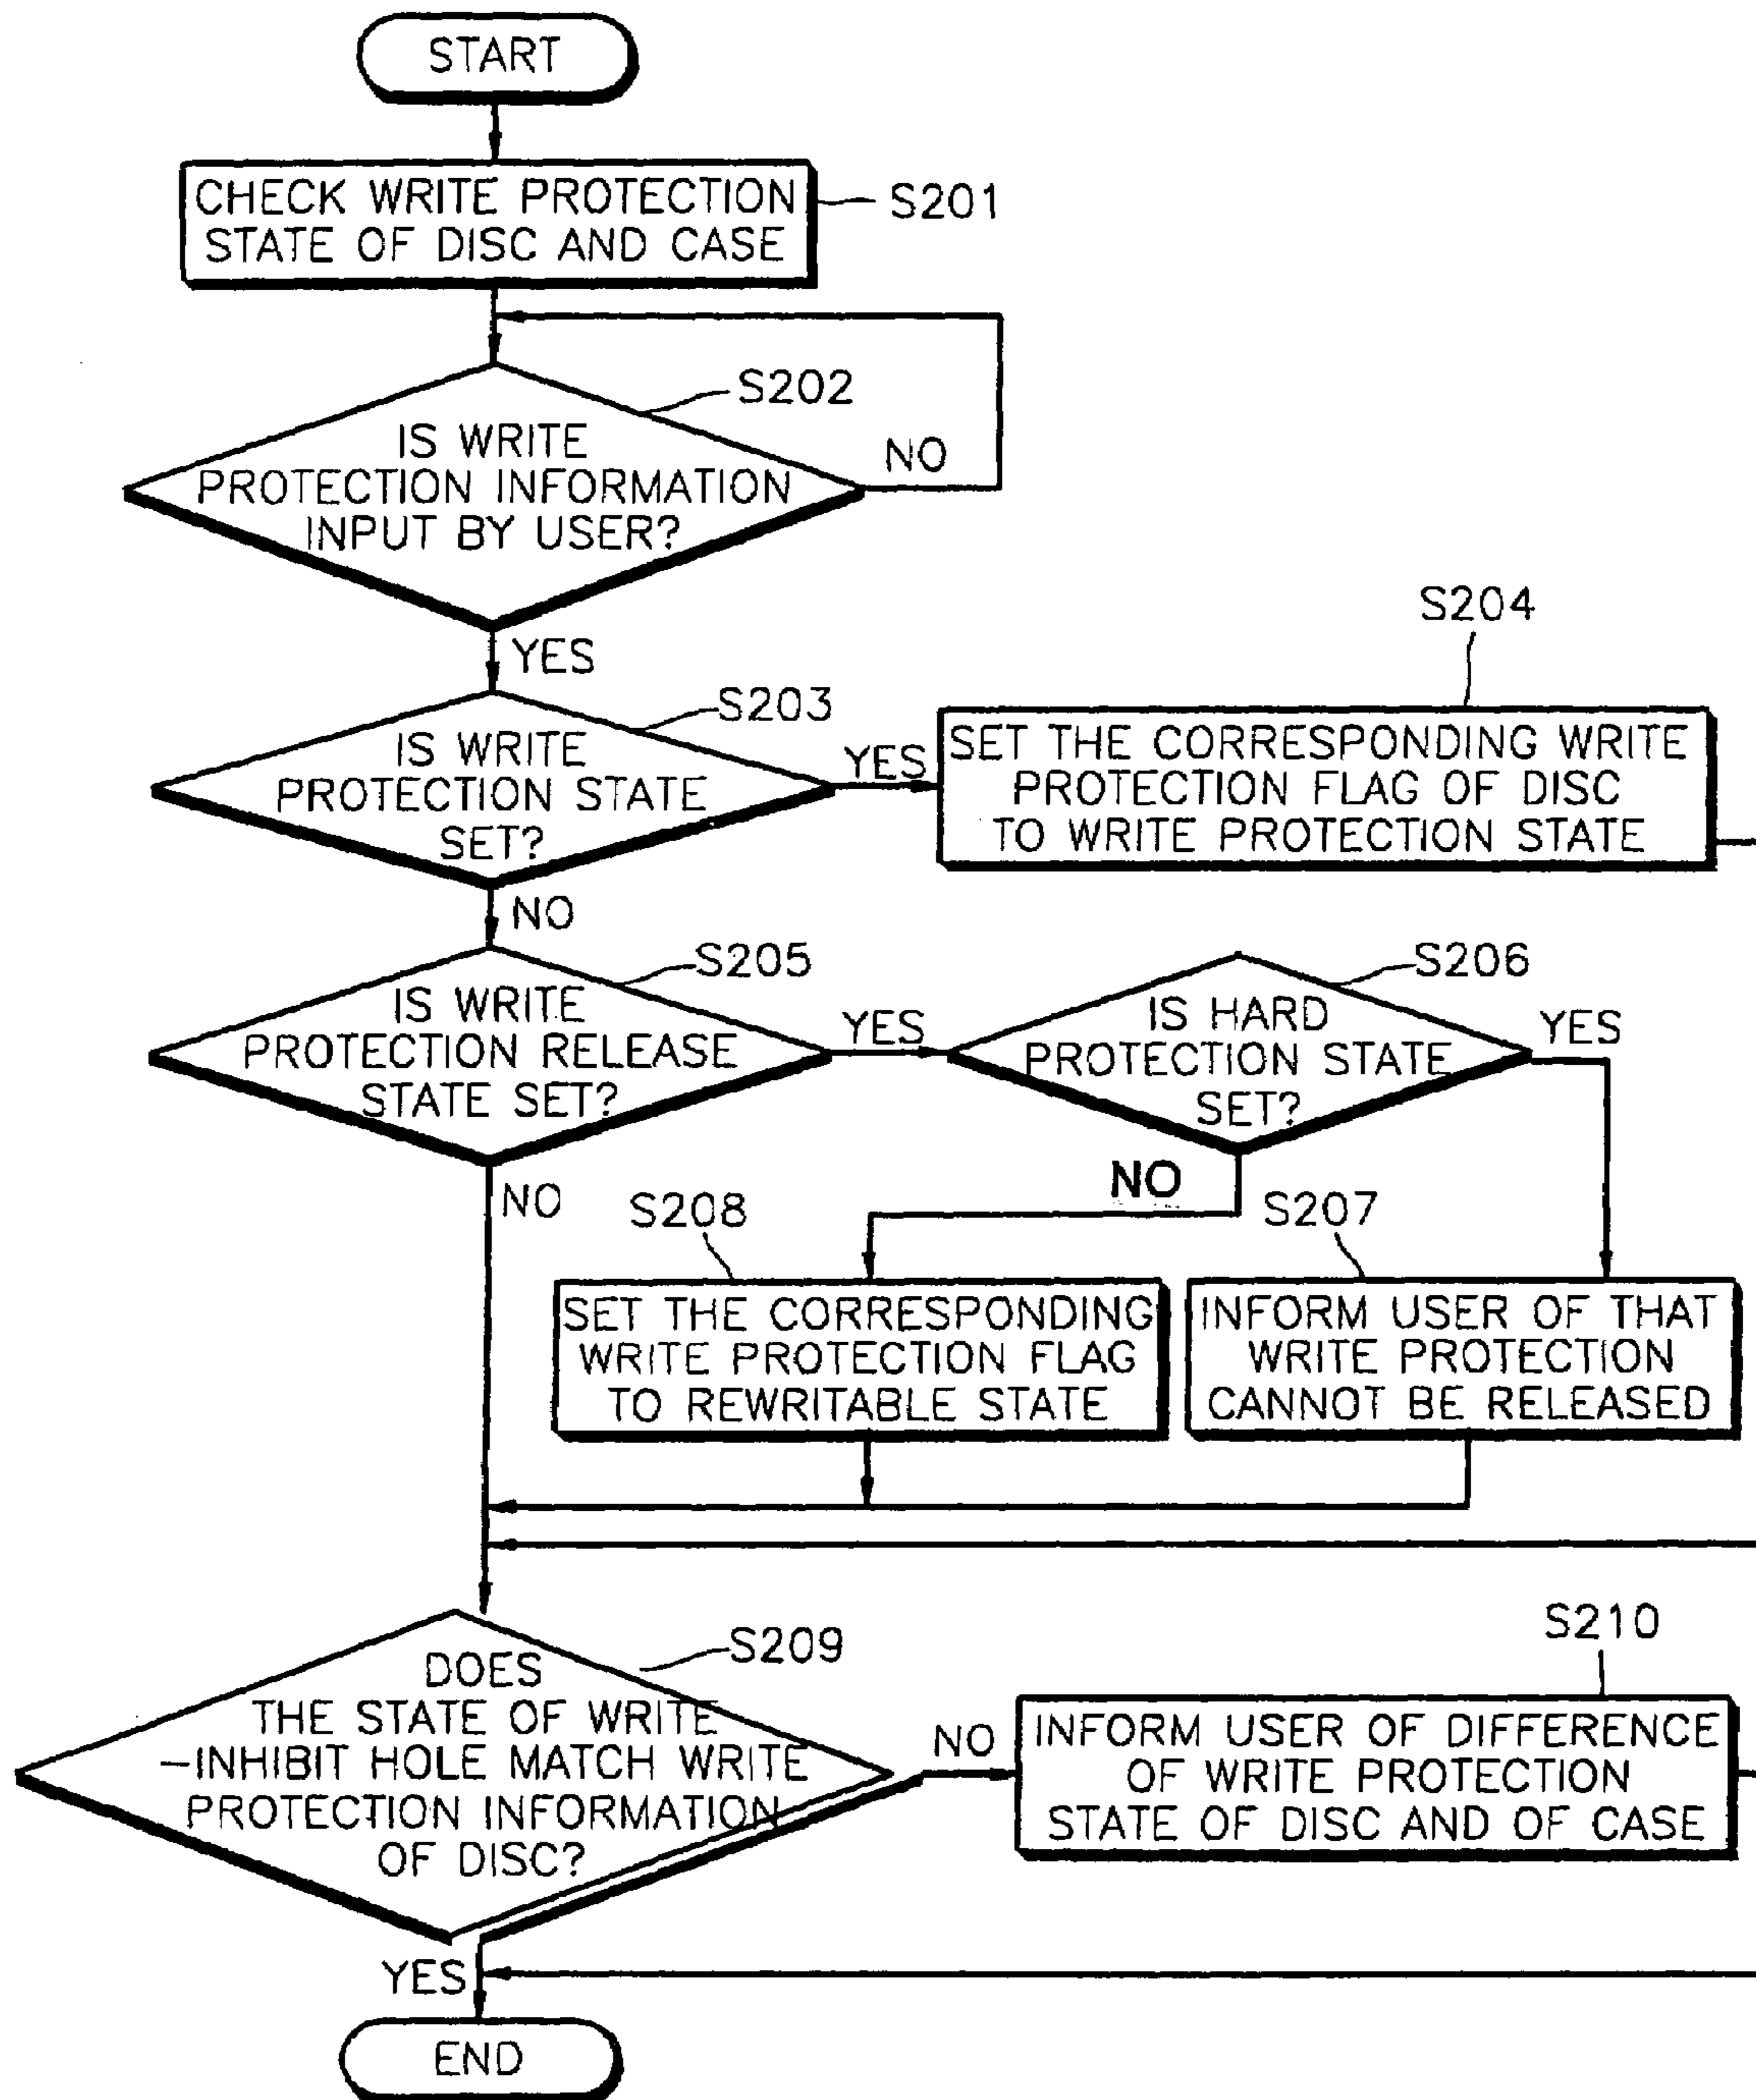 START
CHECK WRITE PROTECTION
STATE OF DISC AND CASE
S201
S202
IS WRITE
PROTECTION INFORMATION
INPUT BY USER?
NO
YES
S203
IS WRITE
PROTECTION STATE
SET?
YES
S204
SET THE CORRESPONDING WRITE
PROTECTION FLAG OF DISC
TO WRITE PROTECTION STATE
NO
S205
IS WRITE
PROTECTION RELEASE
STATE SET?
YES
S206
IS HARD
PROTECTION STATE
SET?
YES
NO
NO
S208
SET THE CORRESPONDING
WRITE PROTECTION FLAG
TO REWRITABLE STATE
S207
INFORM USER OF THAT
WRITE PROTECTION
CANNOT BE RELEASED
S209
DOES
THE STATE OF WRITE
-INHIBIT HOLE MATCH WRITE
PROTECTION INFORMATION
OF DISC?
NO
S210
INFORM USER OF DIFFERENCE
OF WRITE PROTECTION
STATE OF DISC AND OF CASE
YES
END